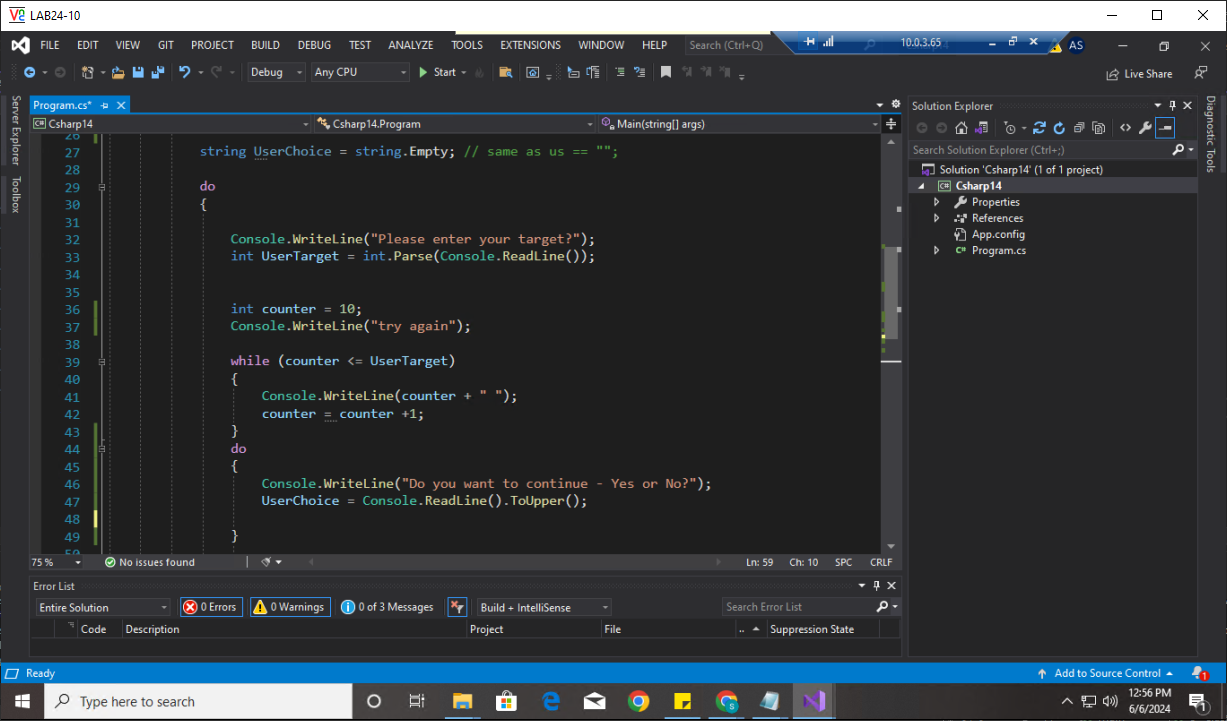 LAB24-10
FILE EDIT VIEW GIT PROJECT BUILD DEBUG TEST ANALYZE TOOLS EXTENSIONS WINDOW HELP Search (Ctrl+Q) 10.0.3.65 AS
Debug Any CPU Start Live Share
Server Explorer
Toolbox
Program.cs*
Csharp14 Csharp14.Program Main(string[] args)
26
27 string UserChoice = string.Empty; // same as us == "";
28
29 do
30 {
31
32 Console.WriteLine("Please enter your target?");
33 int UserTarget = int.Parse(Console.ReadLine());
34
35
36 int counter = 10;
37 Console.WriteLine("try again");
38
39 while (counter <= UserTarget)
40 {
41 Console.WriteLine(counter + " ");
42 counter = counter +1;
43 }
44 do
45 {
46 Console.WriteLine("Do you want to continue - Yes or No?");
47 UserChoice = Console.ReadLine().ToUpper();
48
49 }
50
75 % No issues found Ln: 59 Ch: 10 SPC CRLF
Solution Explorer
Search Solution Explorer (Ctrl+;)
Solution 'Csharp14' (1 of 1 project)
Csharp14
Properties
References
App.config
Program.cs
Diagnostic Tools
Error List
Entire Solution 0 Errors 0 Warnings 0 of 3 Messages Build + IntelliSense Search Error List
Code Description Project File .. Suppression State
Ready Add to Source Control 1
Type here to search
12:56 PM
6/6/2024
1